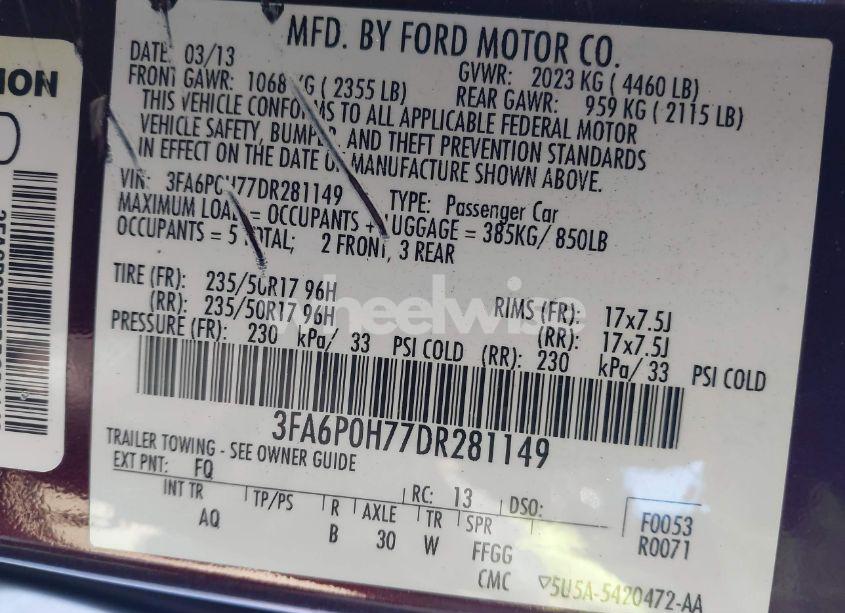 ION
MFD. BY FORD MOTOR CO.
DATE: 03/13
GVWR: 2023 KG ( 4460 LB)
FRONT GAWR: 1068 KG ( 2355 LB)
REAR GAWR: 959 KG ( 2115 LB)
THIS VEHICLE CONFORMS TO ALL APPLICABLE FEDERAL MOTOR
VEHICLE SAFETY, BUMPER, AND THEFT PREVENTION STANDARDS
IN EFFECT ON THE DATE OF MANUFACTURE SHOWN ABOVE.
VIN: 3FA6P0H77DR281149
TYPE: Passenger Car
MAXIMUM LOAD = OCCUPANTS + LUGGAGE = 385KG/ 850LB
OCCUPANTS = 5 TOTAL; 2 FRONT, 3 REAR
TIRE (FR): 235/50R17 96H RIMS (FR): 17x7.5J
(RR): 235/50R17 96H (RR): 17x7.5J
PRESSURE (FR): 230 kPa/ 33 PSI COLD (RR): 230 kPa/ 33 PSI COLD
wheelwise
3FA6P0H77DR281149
TRAILER TOWING - SEE OWNER GUIDE
EXT PNT: FQ RC: 13 DSO:
INT TR TP/PS R AXLE TR SPR F0053
AQ B 30 W FFGG R0071
CMC ▽5U5A-5420472-AA